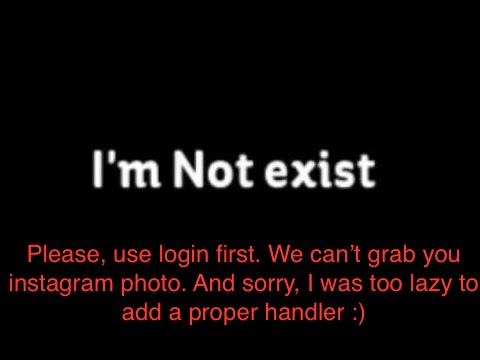 I'm Not exist
Please, use login first. We can’t grab you
instagram photo. And sorry, I was too lazy to
add a proper handler :)